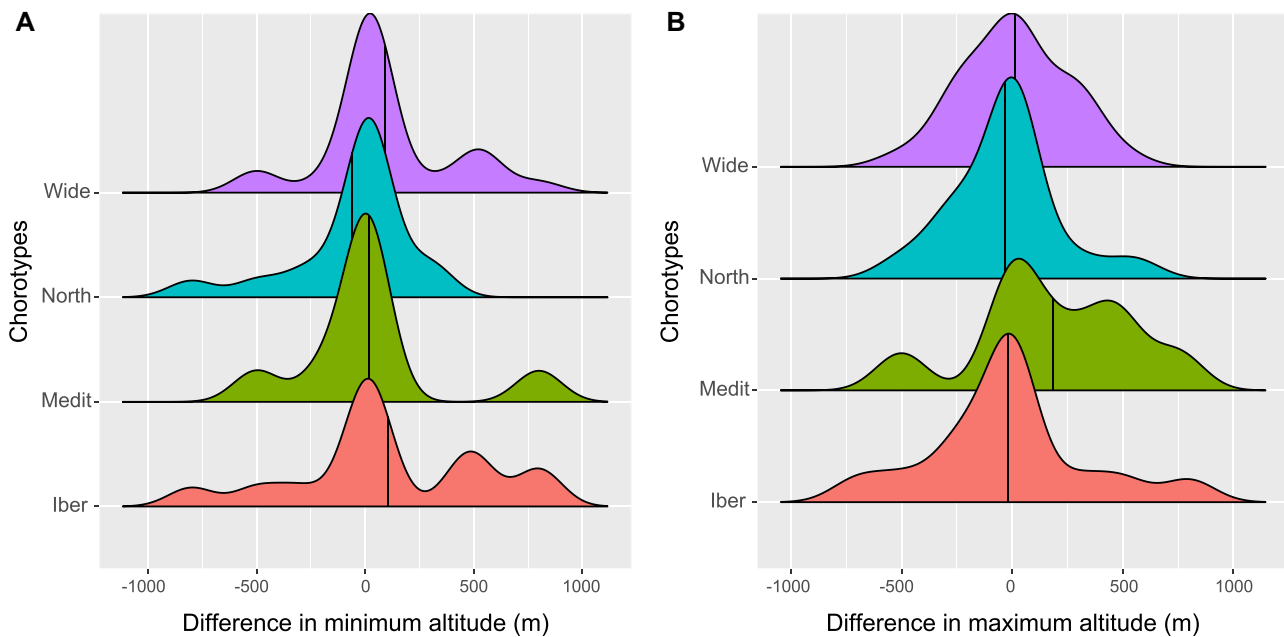 A
Chorotypes
Wide
North
Medit
Iber
-1000 -500 0 500 1000
Difference in minimum altitude (m)
B
Chorotypes
Wide
North
Medit
Iber
-1000 -500 0 500 1000
Difference in maximum altitude (m)